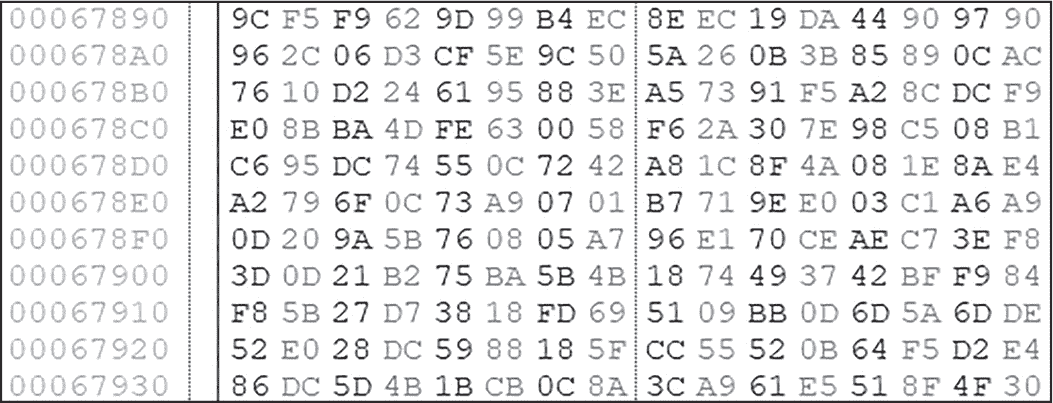 00067890 9C F5 F9 62 9D 99 B4 EC 8E EC 19 DA 44 90 97 90
000678A0 96 2C 06 D3 CF 5E 9C 50 5A 26 0B 3B 85 89 0C AC
000678B0 76 10 D2 24 61 95 88 3E A5 73 91 F5 A2 8C DC F9
000678C0 E0 8B BA 4D FE 63 00 58 F6 2A 30 7E 98 C5 08 B1
000678D0 C6 95 DC 74 55 0C 72 42 A8 1C 8F 4A 08 1E 8A E4
000678E0 A2 79 6F 0C 73 A9 07 01 B7 71 9E E0 03 C1 A6 A9
000678F0 0D 20 9A 5B 76 08 05 A7 96 E1 70 CE AE C7 3E F8
00067900 3D 0D 21 B2 75 BA 5B 4B 18 74 49 37 42 BF F9 84
00067910 F8 5B 27 D7 38 18 FD 69 51 09 BB 0D 6D 5A 6D DE
00067920 52 E0 28 DC 59 88 18 5F CC 55 52 0B 64 F5 D2 E4
00067930 86 DC 5D 4B 1B CB 0C 8A 3C A9 61 E5 51 8F 4F 30